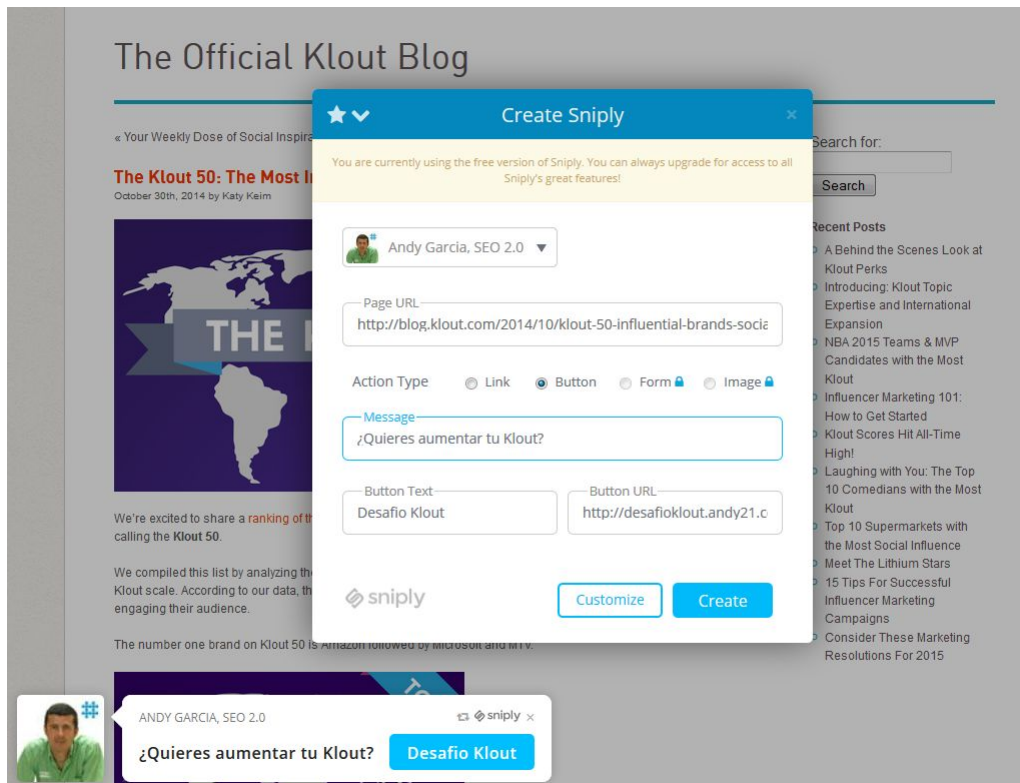 The Official Klout Blog
« Your Weekly Dose of Social
The Klout 50: The Most
October 30th, 2014 by Katy Keim
THE
We're excited to share a ranking of
calling the Klout 50.
We compiled this list by analyzing
Klout scale. According to our data,
engaging their audience.
The number one brand on Klout 50 is Amazon followed by Microsoft and MTV.
Create Sniply
×
You are currently using the free version of Sniply. You can always upgrade for access to all
Sniply's great features!
Andy Garcia, SEO 2.0
Page URL
http://blog.klout.com/2014/10/klout-50-influential-brands-socia
Action Type Link Button Form Image
Message
¿Quieres aumentar tu Klout?
Button Text
Desafio Klout
Button URL
http://desafioklout.andy21.c
sniply
Customize
Create
Search for:
Search
Recent Posts
A Behind the Scenes Look at
Klout Perks
Introducing: Klout Topic
Expertise and International
Expansion
NBA 2015 Teams & MVP
Candidates with the Most
Klout
Influencer Marketing 101:
How to Get Started
Klout Scores Hit All-Time
High!
Laughing with You: The Top
10 Comedians with the Most
Klout
Top 10 Supermarkets with
the Most Social Influence
Meet The Lithium Stars
15 Tips For Successful
Influencer Marketing
Campaigns
Consider These Marketing
Resolutions For 2015
#
ANDY GARCIA, SEO 2.0
sniply ×
¿Quieres aumentar tu Klout?
Desafio Klout